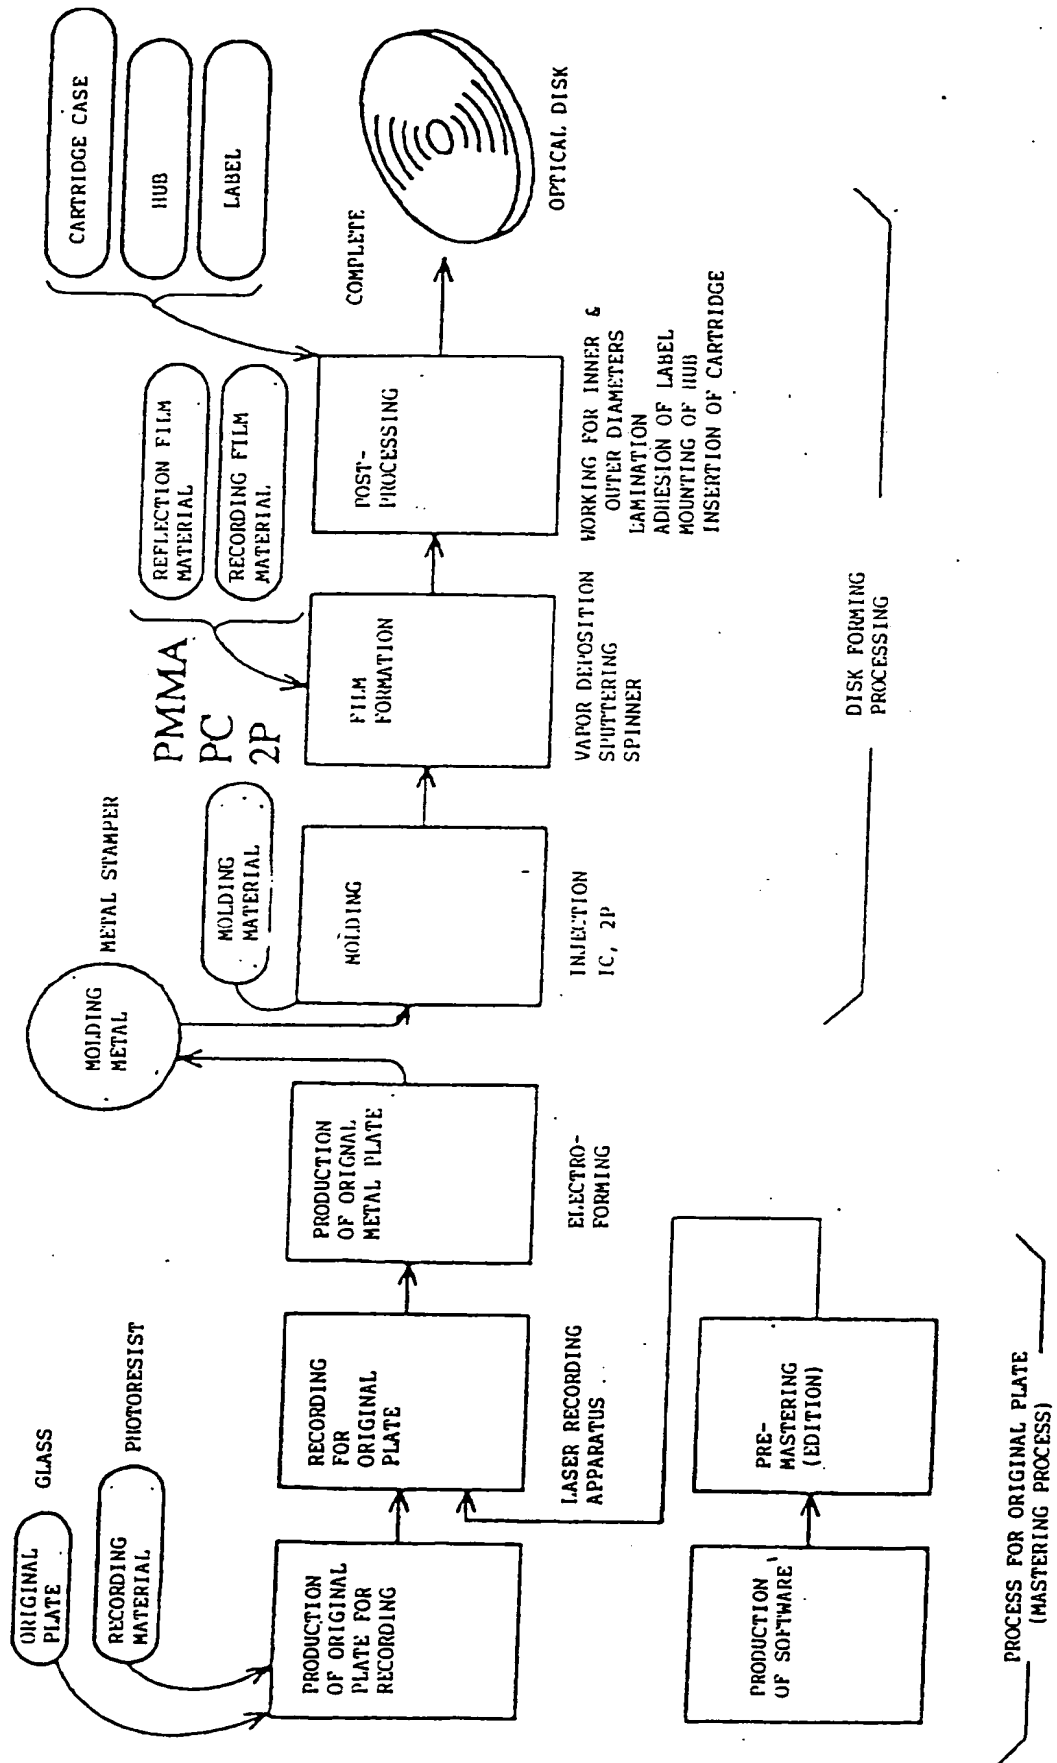 ORIGINAL
PLATE
GLASS
RECORDING
MATERIAL
PHOTORESIST
PRODUCTION
OF ORIGINAL
PLATE FOR
RECORDING
RECORDING
FOR
ORIGINAL
PLATE
LASER RECORDING
APPARATUS
PRODUCTION
OF ORIGNAL
METAL PLATE
ELECTRO-
FORMING
MOLDING
METAL
METAL STAMPER
MOLDING
MATERIAL
PMMA
PC
2P
MOLDING
INJECTION
IC, 2P
REFLECTION FILM
MATERIAL
RECORDING FILM
MATERIAL
FILM
FORMATION
VAPOR DEPOSITION
SPUTTERING
SPINNER
CARTRIDGE CASE
HUB
LABEL
POST-
PROCESSING
WORKING FOR INNER &
OUTER DIAMETERS
LAMINATION
ADHESION OF LABEL
MOUNTING OF HUB
INSERTION OF CARTRIDGE
COMPLETE
OPTICAL DISK
PRODUCTION
OF SOFTWARE
PRE-
MASTERING
(EDITION)
PROCESS FOR ORIGINAL PLATE
(MASTERING PROCESS)
DISK FORMING
PROCESSING